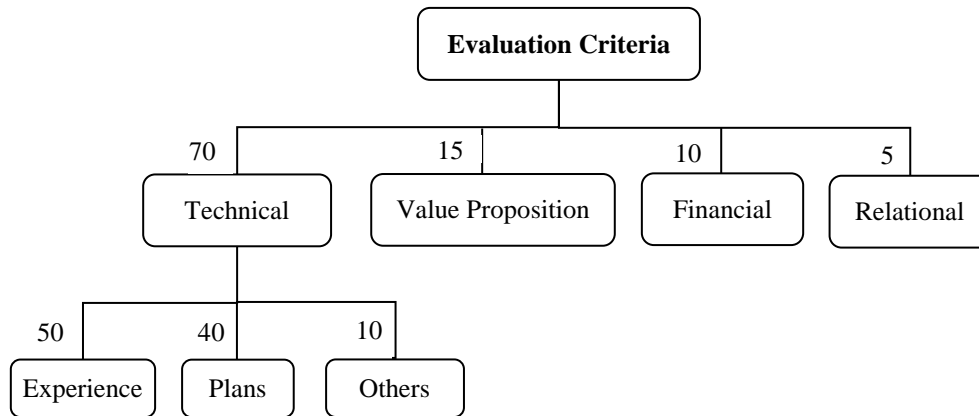 Evaluation Criteria
70
15
10
5
Technical
Value Proposition
Financial
Relational
50
40
10
Experience
Plans
Others